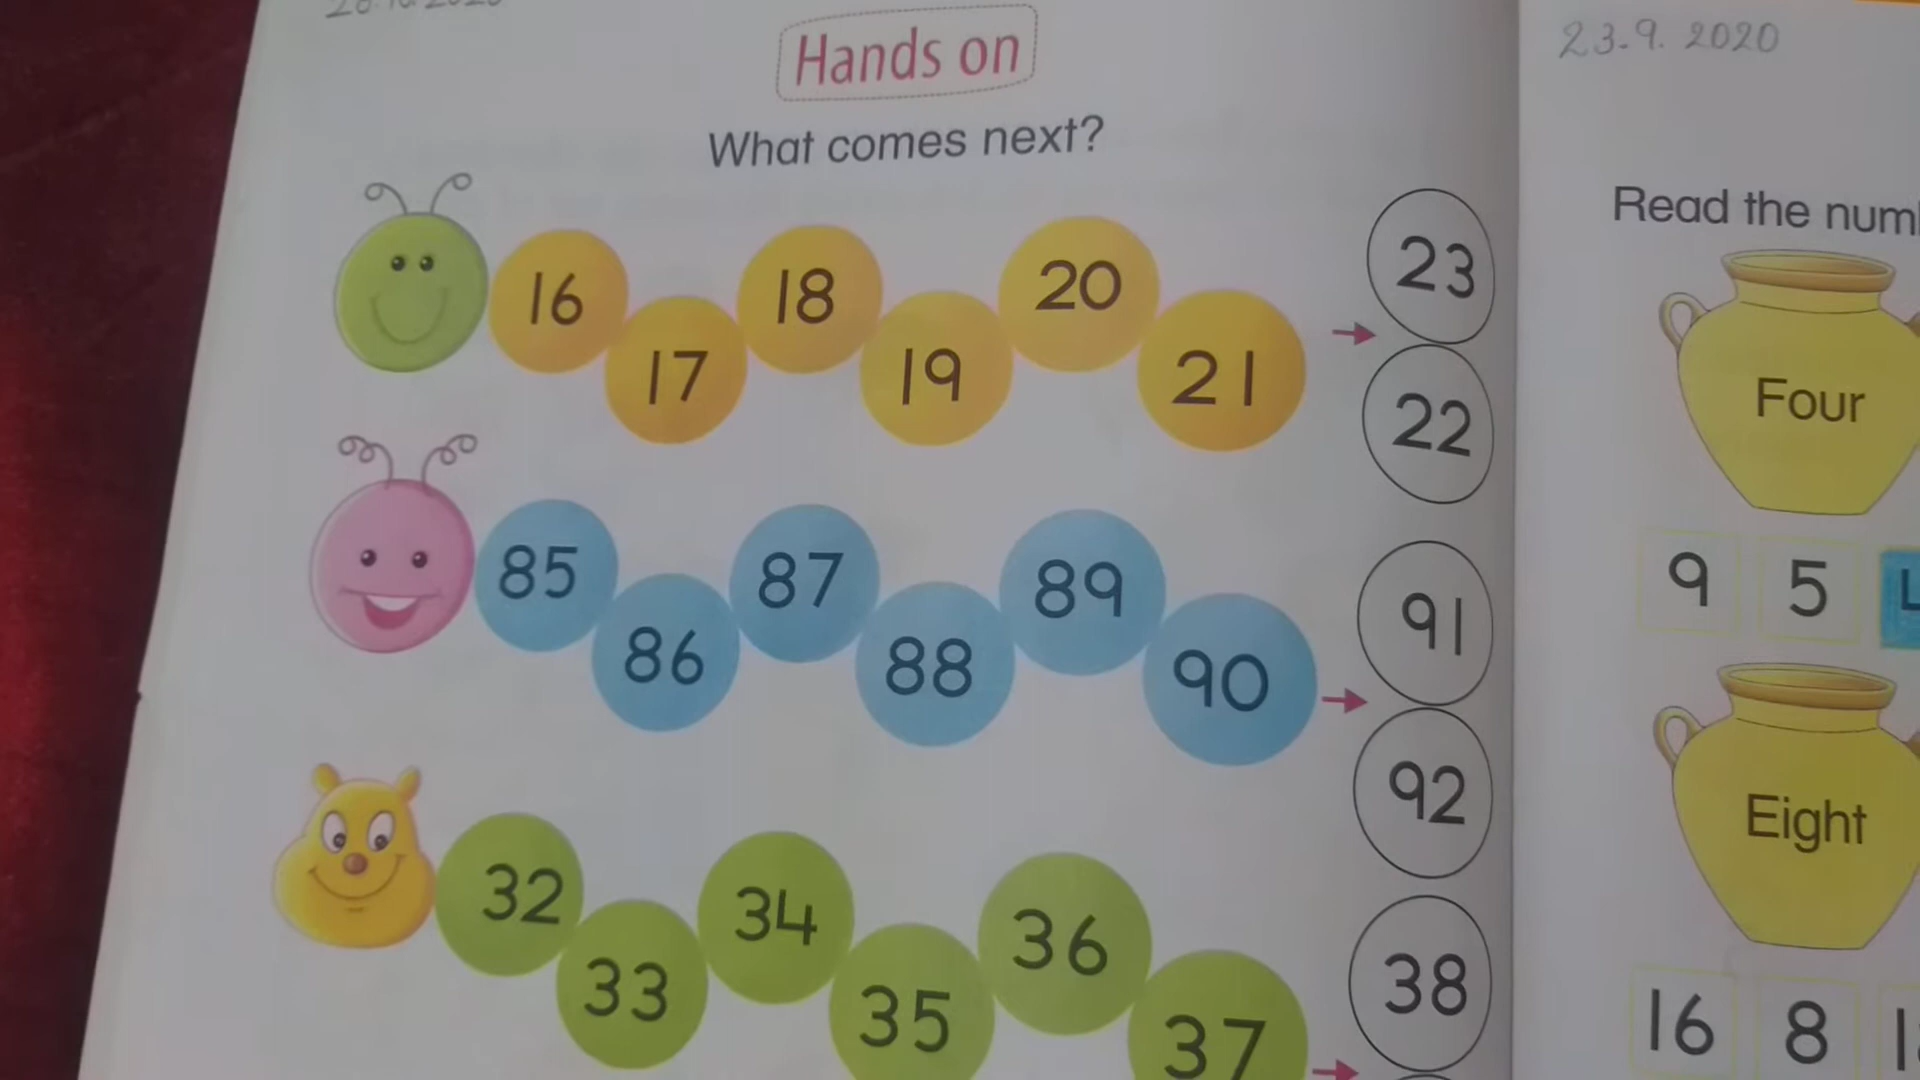 Hands on
What comes next?
16 17 18 19 20 21
23
22
85 86 87 88 89 90
91
92
32 33 34 35 36 37
38
23.9.2020
Read the
Four
9 5
Eight
16 8